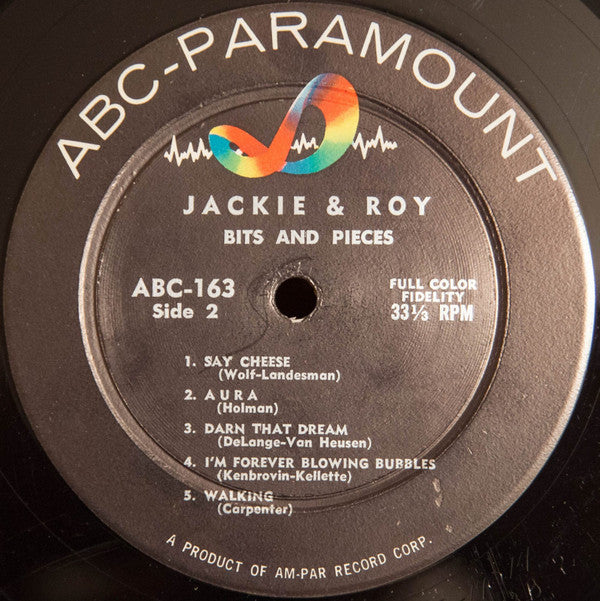 ABC-PARAMOUNT
JACKIE & ROY
BITS AND PIECES
ABC-163
Side 2
FULL COLOR
FIDELITY
33⅓ RPM
1. SAY CHEESE
(Wolf-Landesman)
2. AURA
(Holman)
3. DARN THAT DREAM
(DeLange-Van Heusen)
4. I'M FOREVER BLOWING BUBBLES
(Kenbrovin-Kellette)
5. WALKING
(Carpenter)
A PRODUCT OF AM-PAR RECORD CORP.